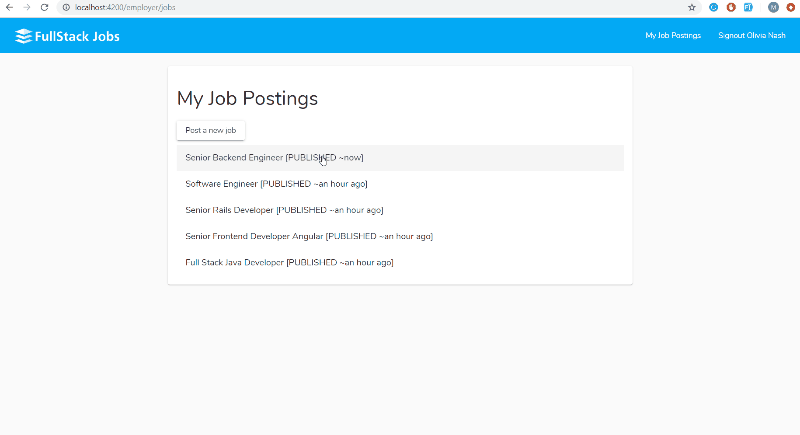 localhost:4200/employer/jobs
M
FullStack Jobs
My Job Postings
Signout Olivia Nash
My Job Postings
Post a new job
Senior Backend Engineer [PUBLISHED ~now]
Software Engineer [PUBLISHED ~an hour ago]
Senior Rails Developer [PUBLISHED ~an hour ago]
Senior Frontend Developer Angular [PUBLISHED ~an hour ago]
Full Stack Java Developer [PUBLISHED ~an hour ago]